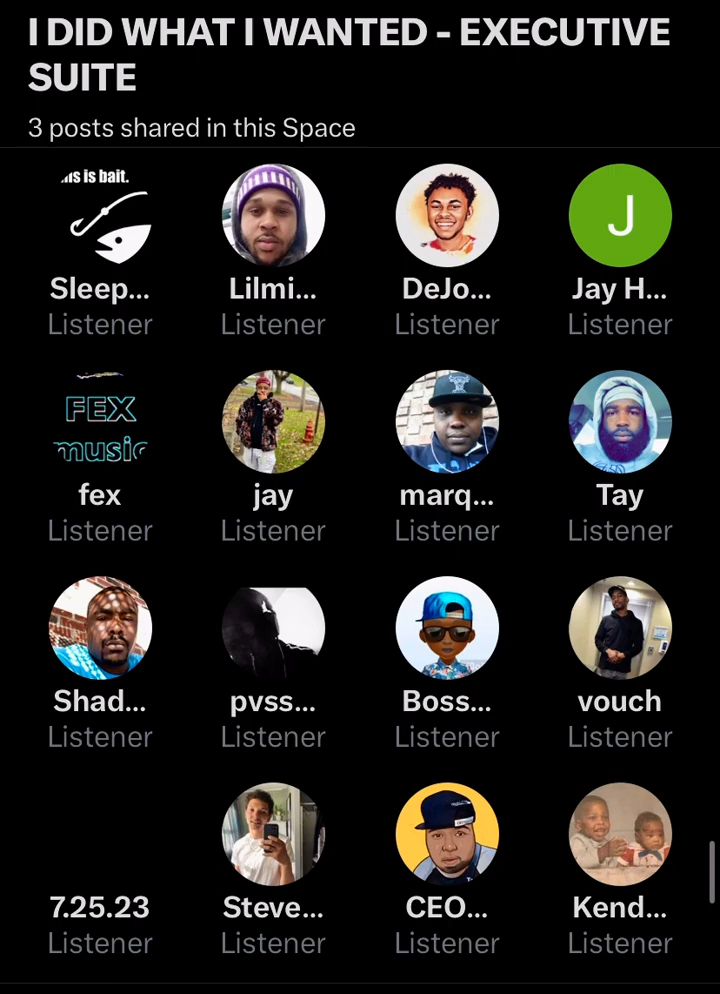 I DID WHAT I WANTED - EXECUTIVE
SUITE
3 posts shared in this Space
is is bait.
Sleep... Lilmi... DeJo... Jay H...
Listener Listener Listener Listener
J
FEX
music
fex jay marq... Tay
Listener Listener Listener Listener
Shad... pvss... Boss... vouch
Listener Listener Listener Listener
7.25.23 Steve... CEO... Kend...
Listener Listener Listener Listener